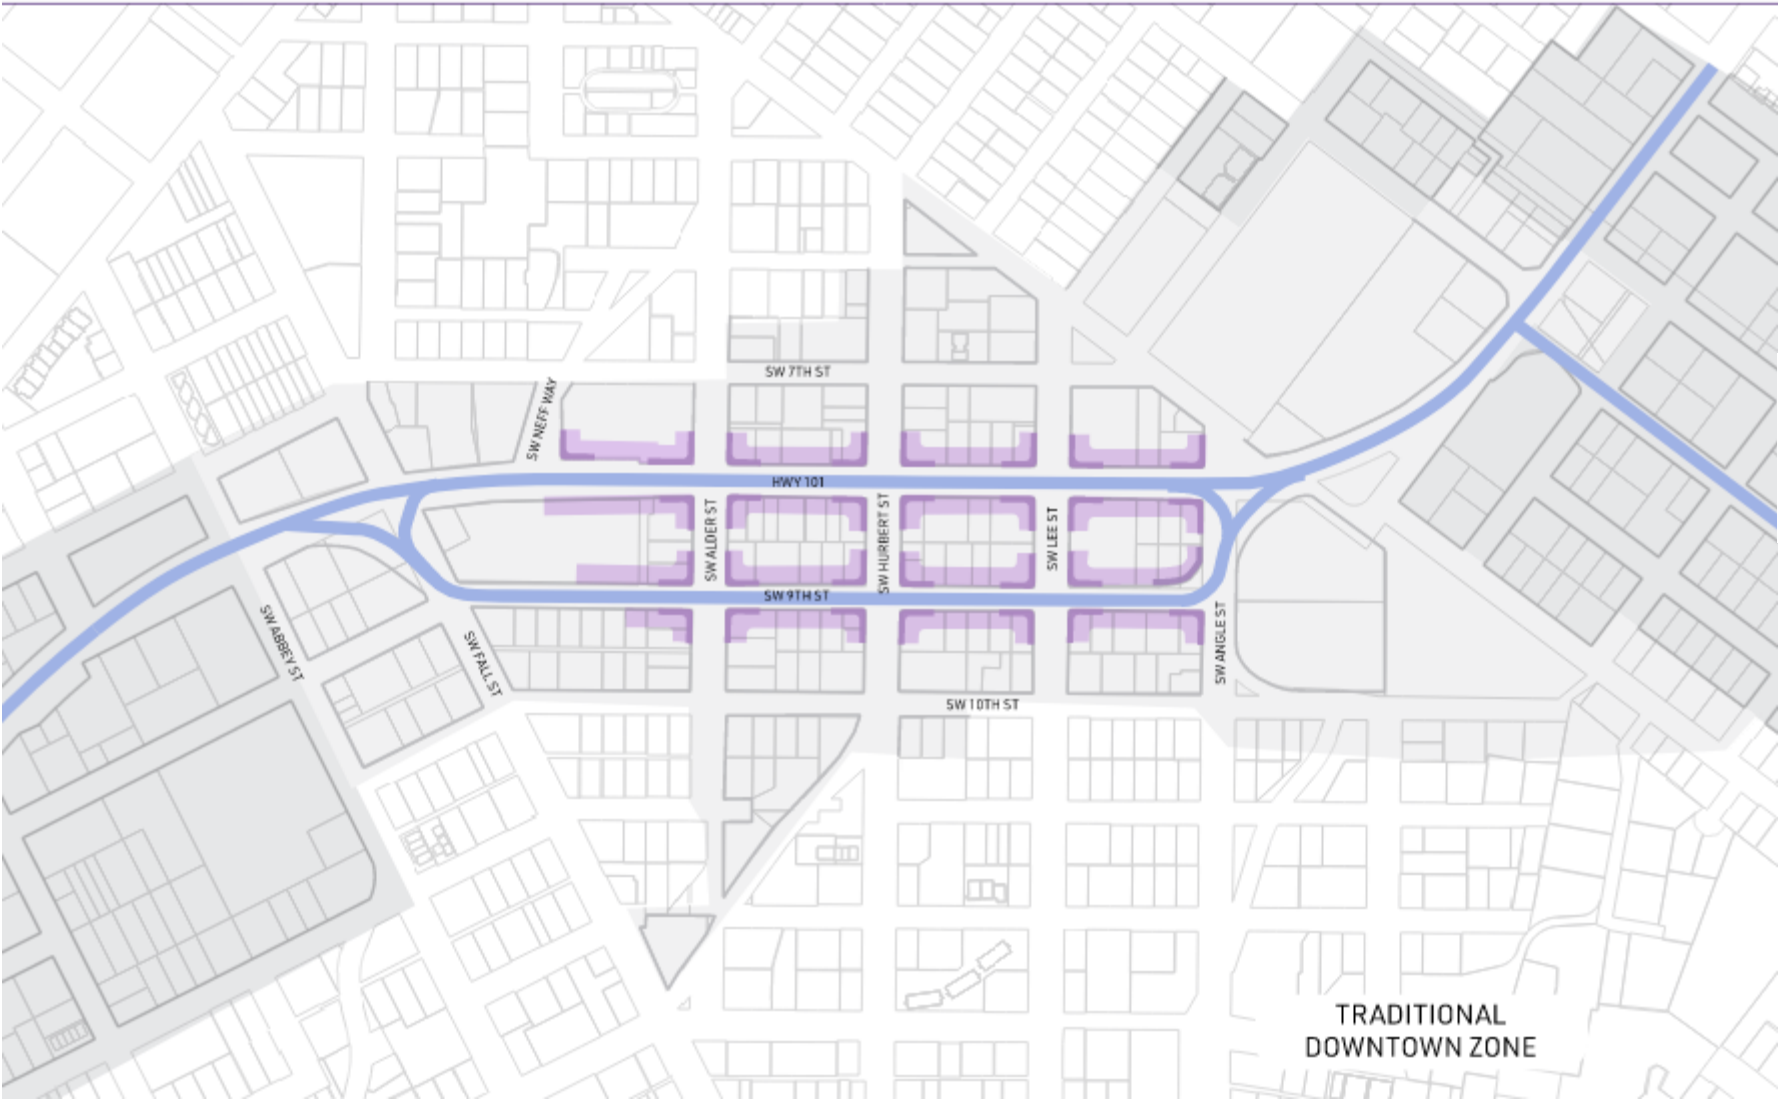 SW 7TH ST
SW NEFF WAY
HWY 101
SW ALDER ST
SW HURBERT ST
SW LEE ST
SW 9TH ST
SW ABBEY ST
SW FALL ST
SW ANGLE ST
SW 10TH ST
TRADITIONAL
DOWNTOWN ZONE